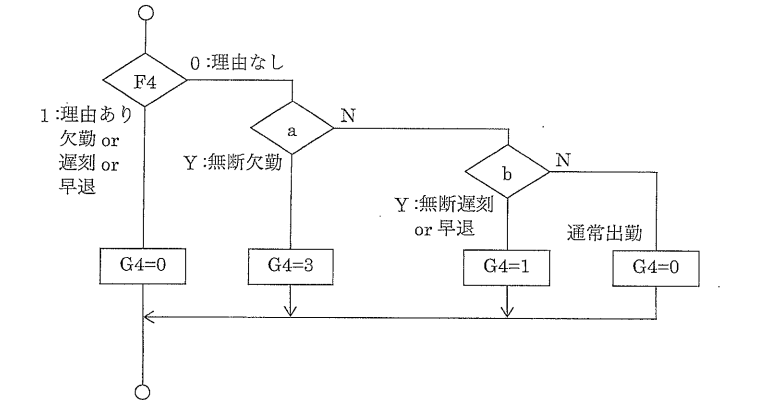 0 :理由なし
F4
1 :理由あり
欠勤 or
遅刻 or
早退
a
N
Y :無断欠勤
b
N
Y :無断遅刻
or 早退
通常出勤
G4=0
G4=3
G4=1
G4=0